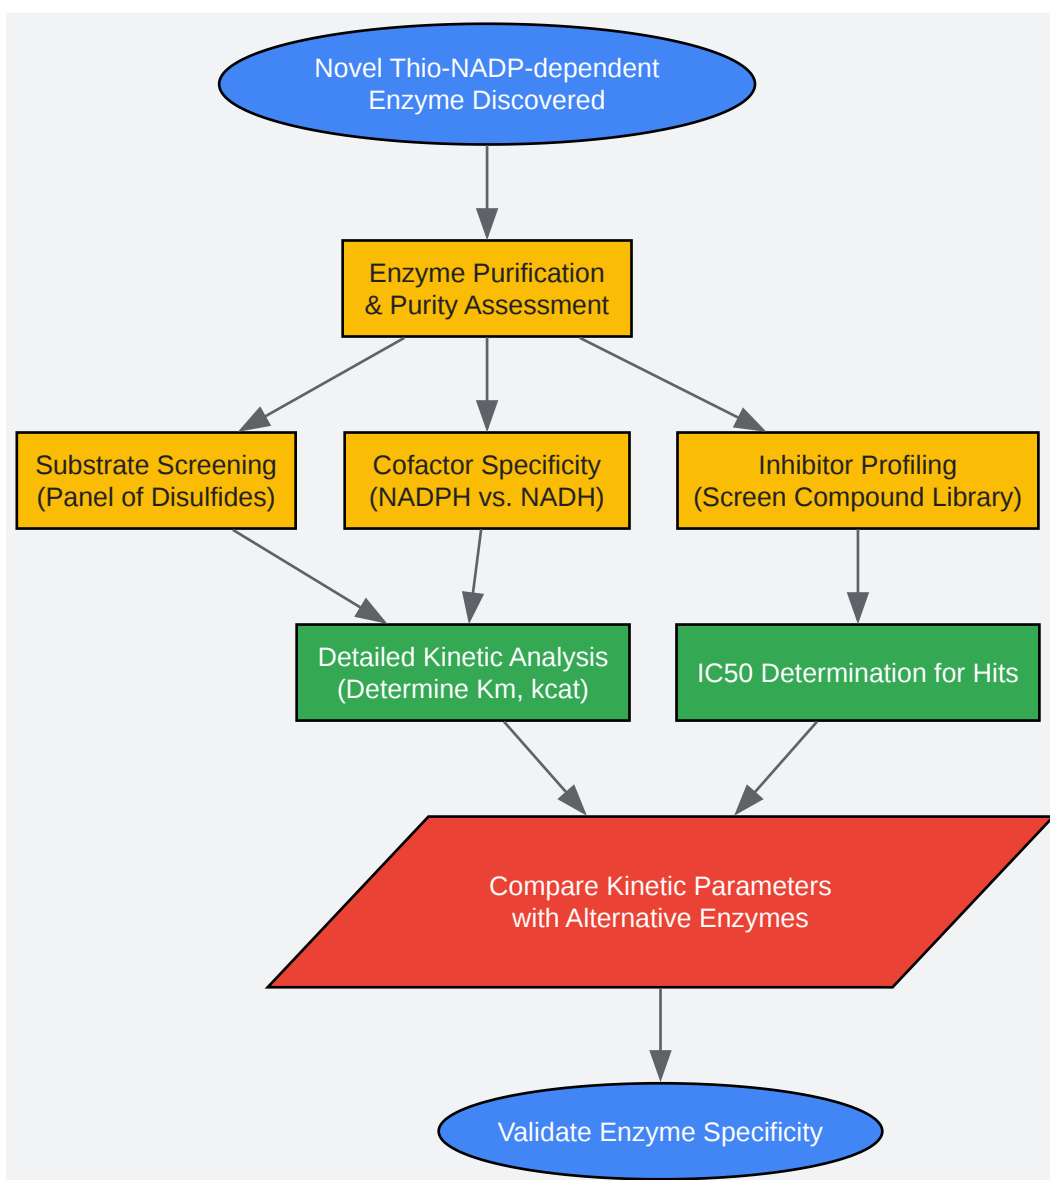 Novel Thio-NADP-dependent
Enzyme Discovered
Enzyme Purification
& Purity Assessment
Substrate Screening
(Panel of Disulfides)
Cofactor Specificity
(NADPH vs. NADH)
Inhibitor Profiling
(Screen Compound Library)
Detailed Kinetic Analysis
(Determine Km, kcat)
IC50 Determination for Hits
Compare Kinetic Parameters
with Alternative Enzymes
Validate Enzyme Specificity